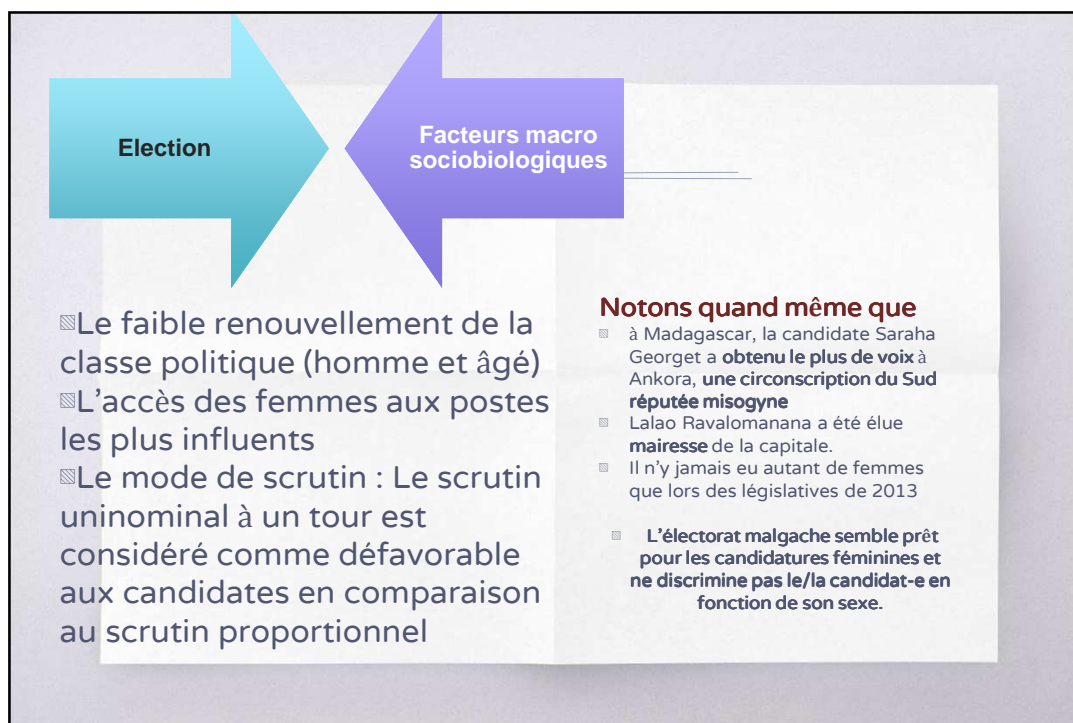 Election
Facteurs macro
sociobiologiques
Le faible renouvellement de la
classe politique (homme et âgé)
L'accès des femmes aux postes
les plus influents
Le mode de scrutin : Le scrutin
uninominal à un tour est
considéré comme défavorable
aux candidates en comparaison
au scrutin proportionnel
Notons quand même que
à Madagascar, la candidate Saraha
Georget a obtenu le plus de voix à
Ankora, une circonscription du Sud
réputée misogyne
Lalao Ravalomanana a été élue
mairesse de la capitale.
Il n'y jamais eu autant de femmes
que lors des législatives de 2013
L'électorat malgache semble prêt
pour les candidatures féminines et
ne discrimine pas le/la candidat-e en
fonction de son sexe.